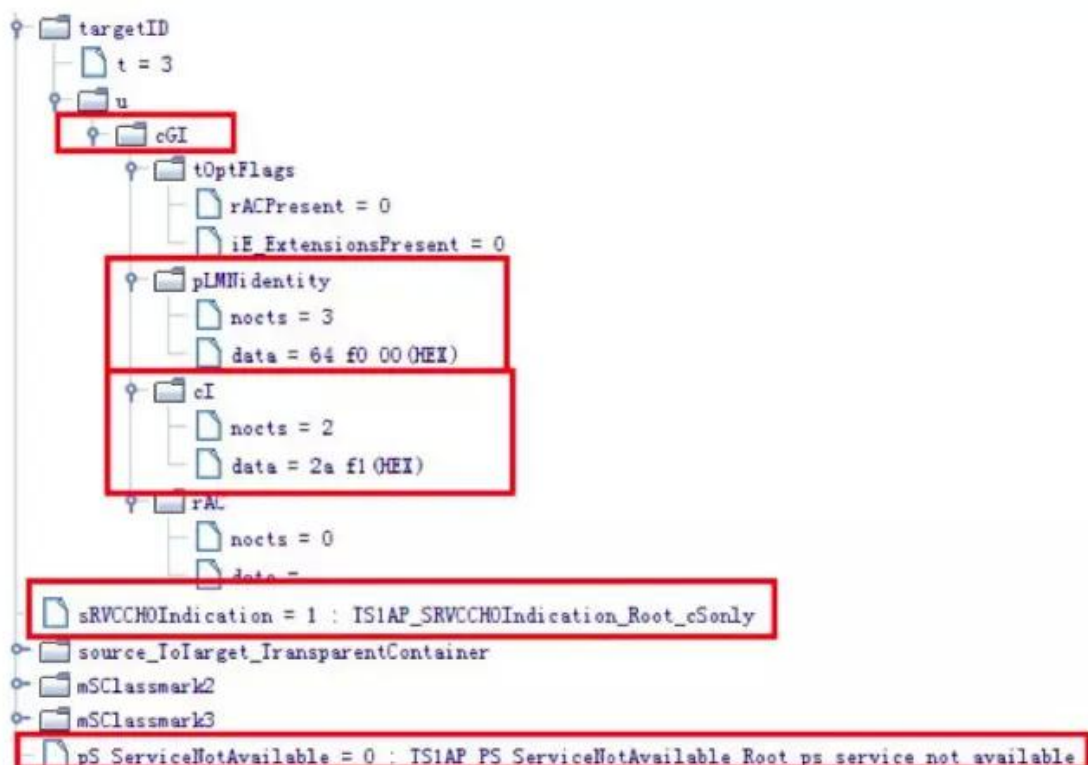 targetID
t = 3
u
cGI
tOptFlags
rACPresent = 0
iE_ExtensionsPresent = 0
pLMNidentity
nocts = 3
data = 64 f0 00(HEX)
cI
nocts = 2
data = 2a f1(HEX)
rAC
nocts = 0
data =
sRVCCHOIndication = 1 : TS1AP_SRVCCHOIndication_Root_cSonly
source_ToTarget_TransparentContainer
mSClassmark2
mSClassmark3
pS_ServiceNotAvailable = 0 : TS1AP_PS_ServiceNotAvailable_Root_ps_service_not_available